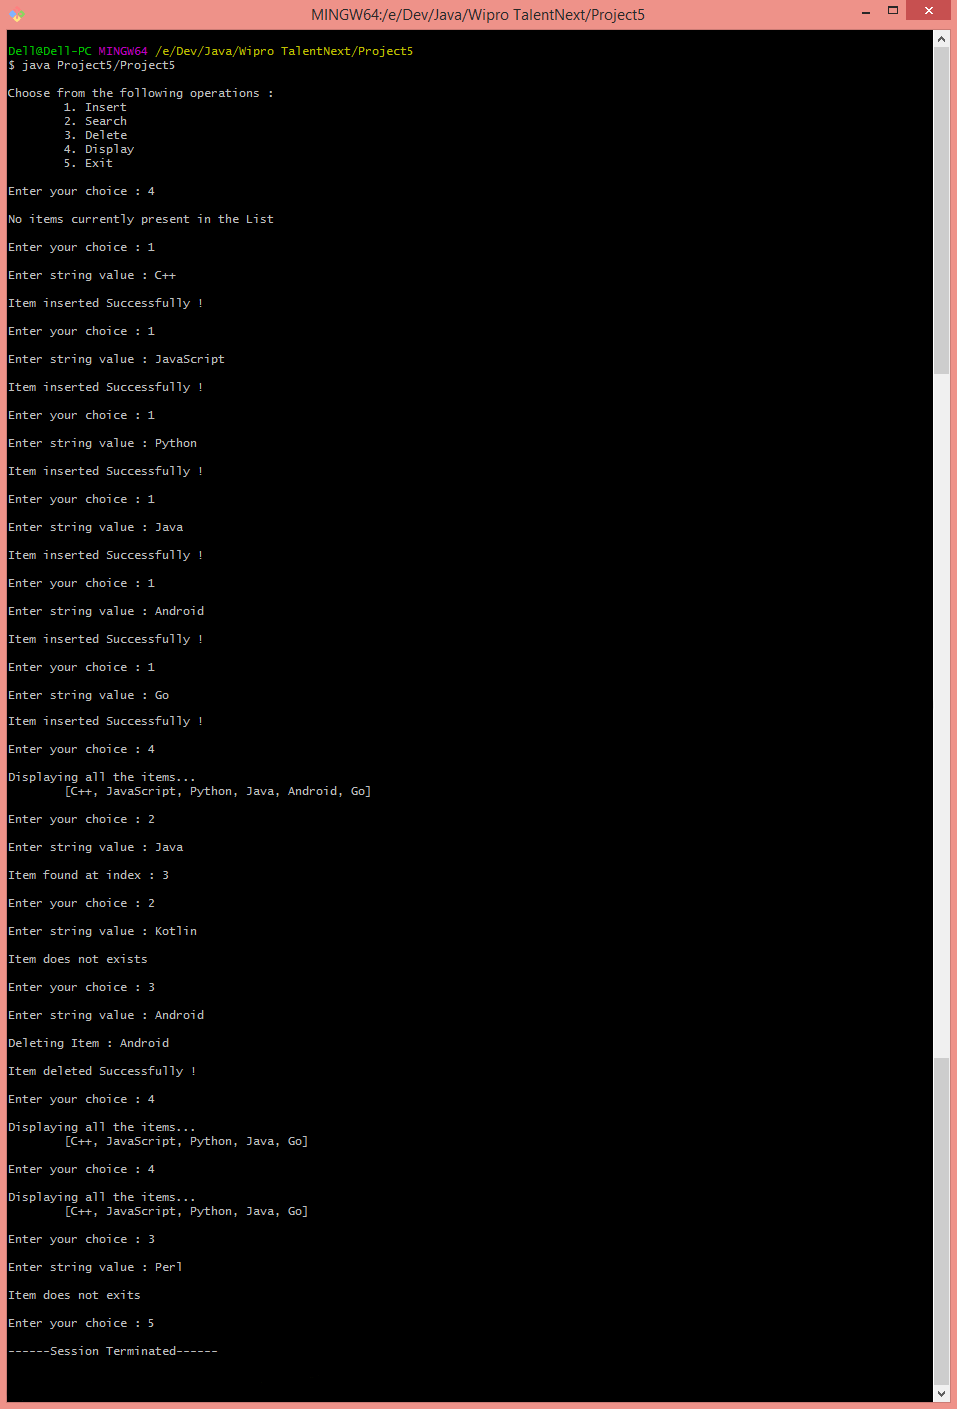 MINGW64:/e/Dev/Java/Wipro TalentNext/Project5
Dell@Dell-PC MINGW64 /e/Dev/Java/Wipro TalentNext/Project5
$ java Project5/Project5
Choose from the following operations :
1. Insert
2. Search
3. Delete
4. Display
5. Exit
Enter your choice : 4
No items currently present in the List
Enter your choice : 1
Enter string value : C++
Item inserted Successfully !
Enter your choice : 1
Enter string value : JavaScript
Item inserted Successfully !
Enter your choice : 1
Enter string value : Python
Item inserted Successfully !
Enter your choice : 1
Enter string value : Java
Item inserted Successfully !
Enter your choice : 1
Enter string value : Android
Item inserted Successfully !
Enter your choice : 1
Enter string value : Go
Item inserted Successfully !
Enter your choice : 4
Displaying all the items...
[C++, JavaScript, Python, Java, Android, Go]
Enter your choice : 2
Enter string value : Java
Item found at index : 3
Enter your choice : 2
Enter string value : Kotlin
Item does not exists
Enter your choice : 3
Enter string value : Android
Deleting Item : Android
Item deleted Successfully !
Enter your choice : 4
Displaying all the items...
[C++, JavaScript, Python, Java, Go]
Enter your choice : 4
Displaying all the items...
[C++, JavaScript, Python, Java, Go]
Enter your choice : 3
Enter string value : Perl
Item does not exits
Enter your choice : 5
------Session Terminated------